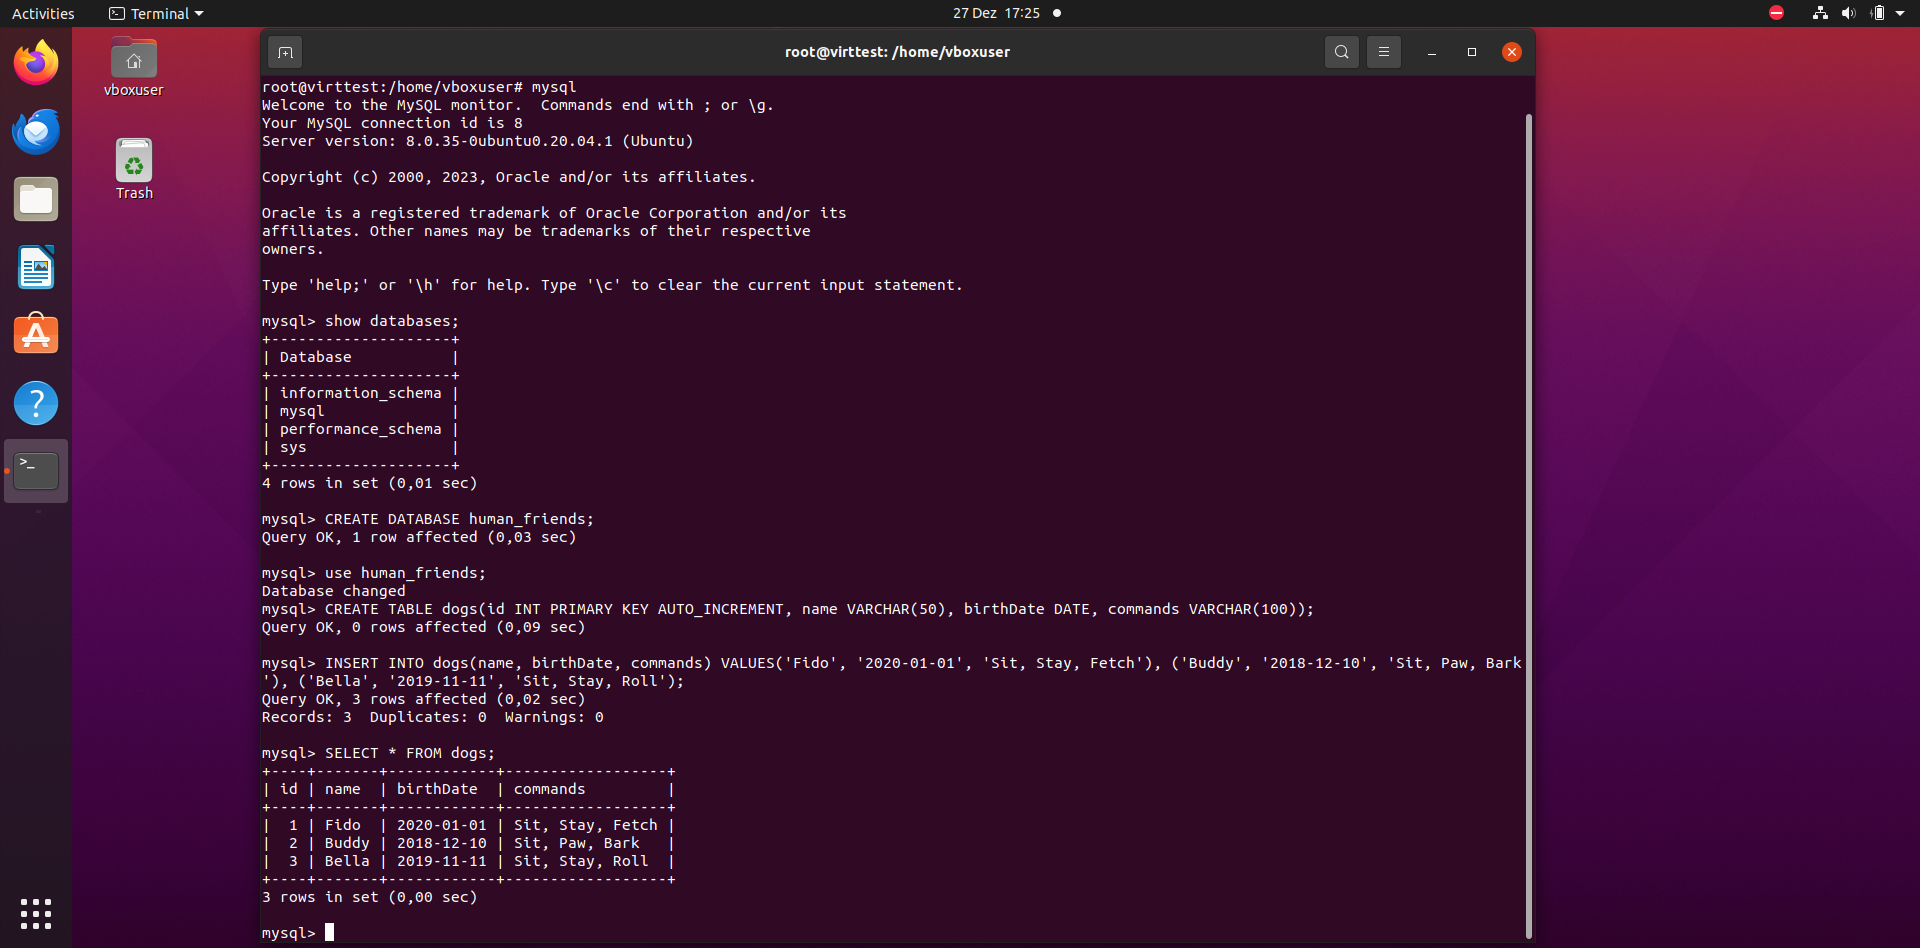 Activities
Terminal
27 Dez 17:25
vboxuser
Trash
root@virttest: /home/vboxuser
root@virttest:/home/vboxuser# mysql
Welcome to the MySQL monitor.  Commands end with ; or \g.
Your MySQL connection id is 8
Server version: 8.0.35-0ubuntu0.20.04.1 (Ubuntu)
Copyright (c) 2000, 2023, Oracle and/or its affiliates.
Oracle is a registered trademark of Oracle Corporation and/or its
affiliates. Other names may be trademarks of their respective
owners.
Type 'help;' or '\h' for help. Type '\c' to clear the current input statement.
mysql> show databases;
+--------------------+
| Database           |
+--------------------+
| information_schema |
| mysql              |
| performance_schema |
| sys                |
+--------------------+
4 rows in set (0,01 sec)
mysql> CREATE DATABASE human_friends;
Query OK, 1 row affected (0,03 sec)
mysql> use human_friends;
Database changed
mysql> CREATE TABLE dogs(id INT PRIMARY KEY AUTO_INCREMENT, name VARCHAR(50), birthDate DATE, commands VARCHAR(100));
Query OK, 0 rows affected (0,09 sec)
mysql> INSERT INTO dogs(name, birthDate, commands) VALUES('Fido', '2020-01-01', 'Sit, Stay, Fetch'), ('Buddy', '2018-12-10', 'Sit, Paw, Bark
'), ('Bella', '2019-11-11', 'Sit, Stay, Roll');
Query OK, 3 rows affected (0,02 sec)
Records: 3  Duplicates: 0  Warnings: 0
mysql> SELECT * FROM dogs;
+----+-------+------------+------------------+
| id | name  | birthDate  | commands         |
+----+-------+------------+------------------+
|  1 | Fido  | 2020-01-01 | Sit, Stay, Fetch |
|  2 | Buddy | 2018-12-10 | Sit, Paw, Bark   |
|  3 | Bella | 2019-11-11 | Sit, Stay, Roll  |
+----+-------+------------+------------------+
3 rows in set (0,00 sec)
mysql>